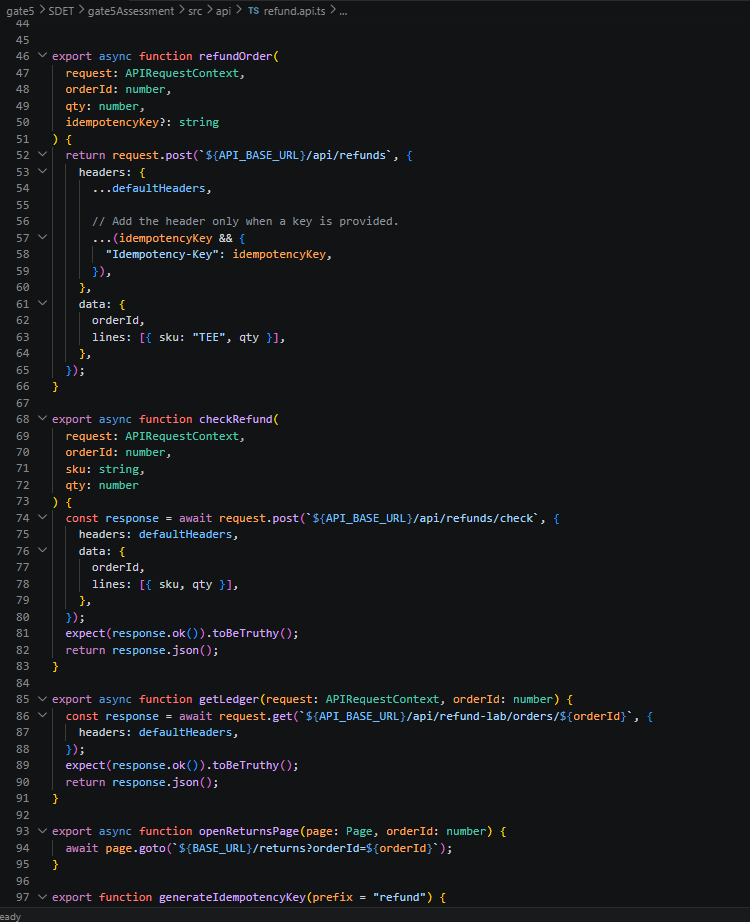 gate5 > SDET > gate5Assessment > src > api > TS refund.api.ts > ...
44
45
46 export async function refundOrder(
47   request: APIRequestContext,
48   orderId: number,
49   qty: number,
50   idempotencyKey?: string
51 ) {
52   return request.post(`${API_BASE_URL}/api/refunds`, {
53     headers: {
54       ...defaultHeaders,
55
56       // Add the header only when a key is provided.
57       ...(idempotencyKey && {
58         "Idempotency-Key": idempotencyKey,
59       }),
60     },
61     data: {
62       orderId,
63       lines: [{ sku: "TEE", qty }],
64     },
65   });
66 }
67
68 export async function checkRefund(
69   request: APIRequestContext,
70   orderId: number,
71   sku: string,
72   qty: number
73 ) {
74   const response = await request.post(`${API_BASE_URL}/api/refunds/check`, {
75     headers: defaultHeaders,
76     data: {
77       orderId,
78       lines: [{ sku, qty }],
79     },
80   });
81   expect(response.ok()).toBeTruthy();
82   return response.json();
83 }
84
85 export async function getLedger(request: APIRequestContext, orderId: number) {
86   const response = await request.get(`${API_BASE_URL}/api/refund-lab/orders/${orderId}`, {
87     headers: defaultHeaders,
88   });
89   expect(response.ok()).toBeTruthy();
90   return response.json();
91 }
92
93 export async function openReturnsPage(page: Page, orderId: number) {
94   await page.goto(`${BASE_URL}/returns?orderId=${orderId}`);
95 }
96
97 export function generateIdempotencyKey(prefix = "refund") {
eady